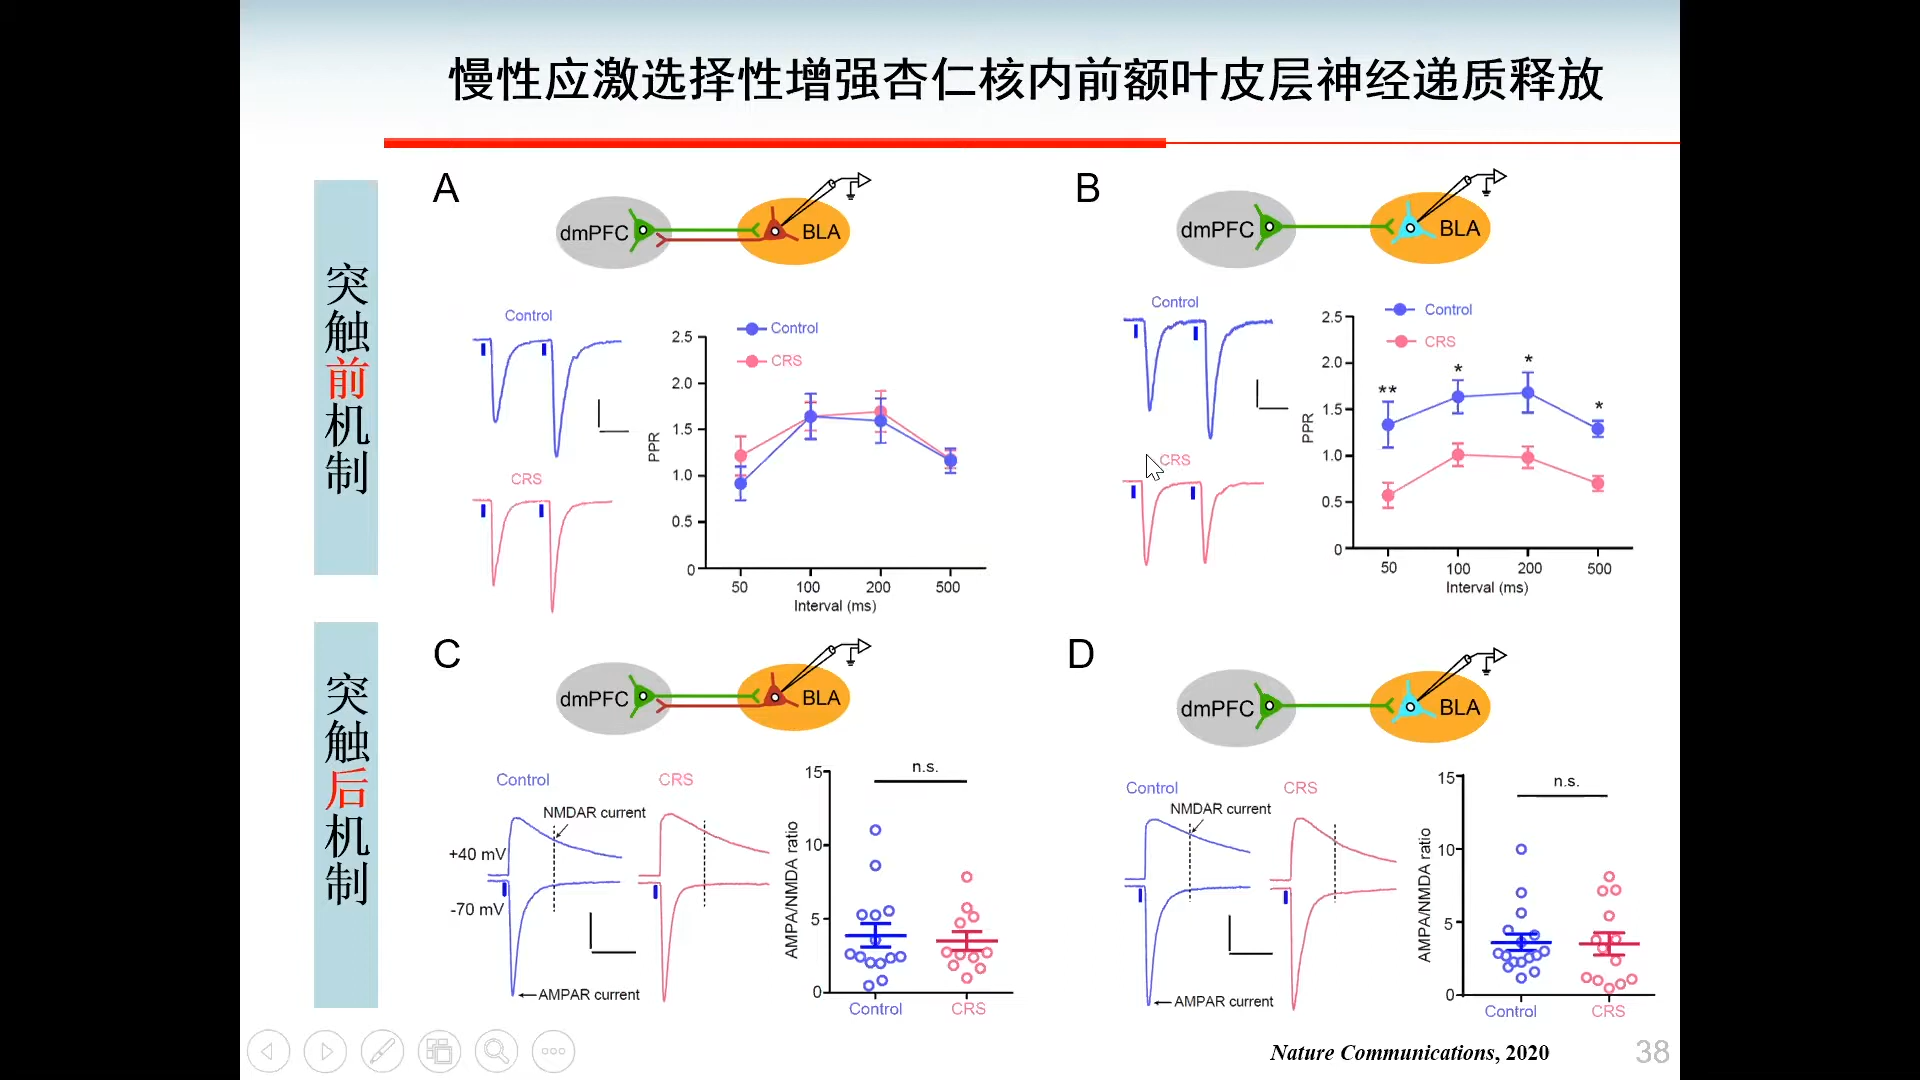 慢性应激选择性增强杏仁核内前额叶皮层神经递质释放
突触前机制
A
dmPFC
BLA
Control
CRS
Control
CRS
PPR
2.5
2.0
1.5
1.0
0.5
0
50 100 200 500
Interval (ms)
B
dmPFC
BLA
Control
CRS
Control
CRS
PPR
2.5
2.0
1.5
1.0
0.5
0
** * * *
50 100 200 500
Interval (ms)
突触后机制
C
dmPFC
BLA
Control
CRS
NMDAR current
+40 mV
-70 mV
AMPAR current
AMPA/NMDA ratio
15
10
5
0
n.s.
Control CRS
D
dmPFC
BLA
Control
CRS
NMDAR current
AMPAR current
AMPA/NMDA ratio
15
10
5
0
n.s.
Control CRS
Nature Communications, 2020
38